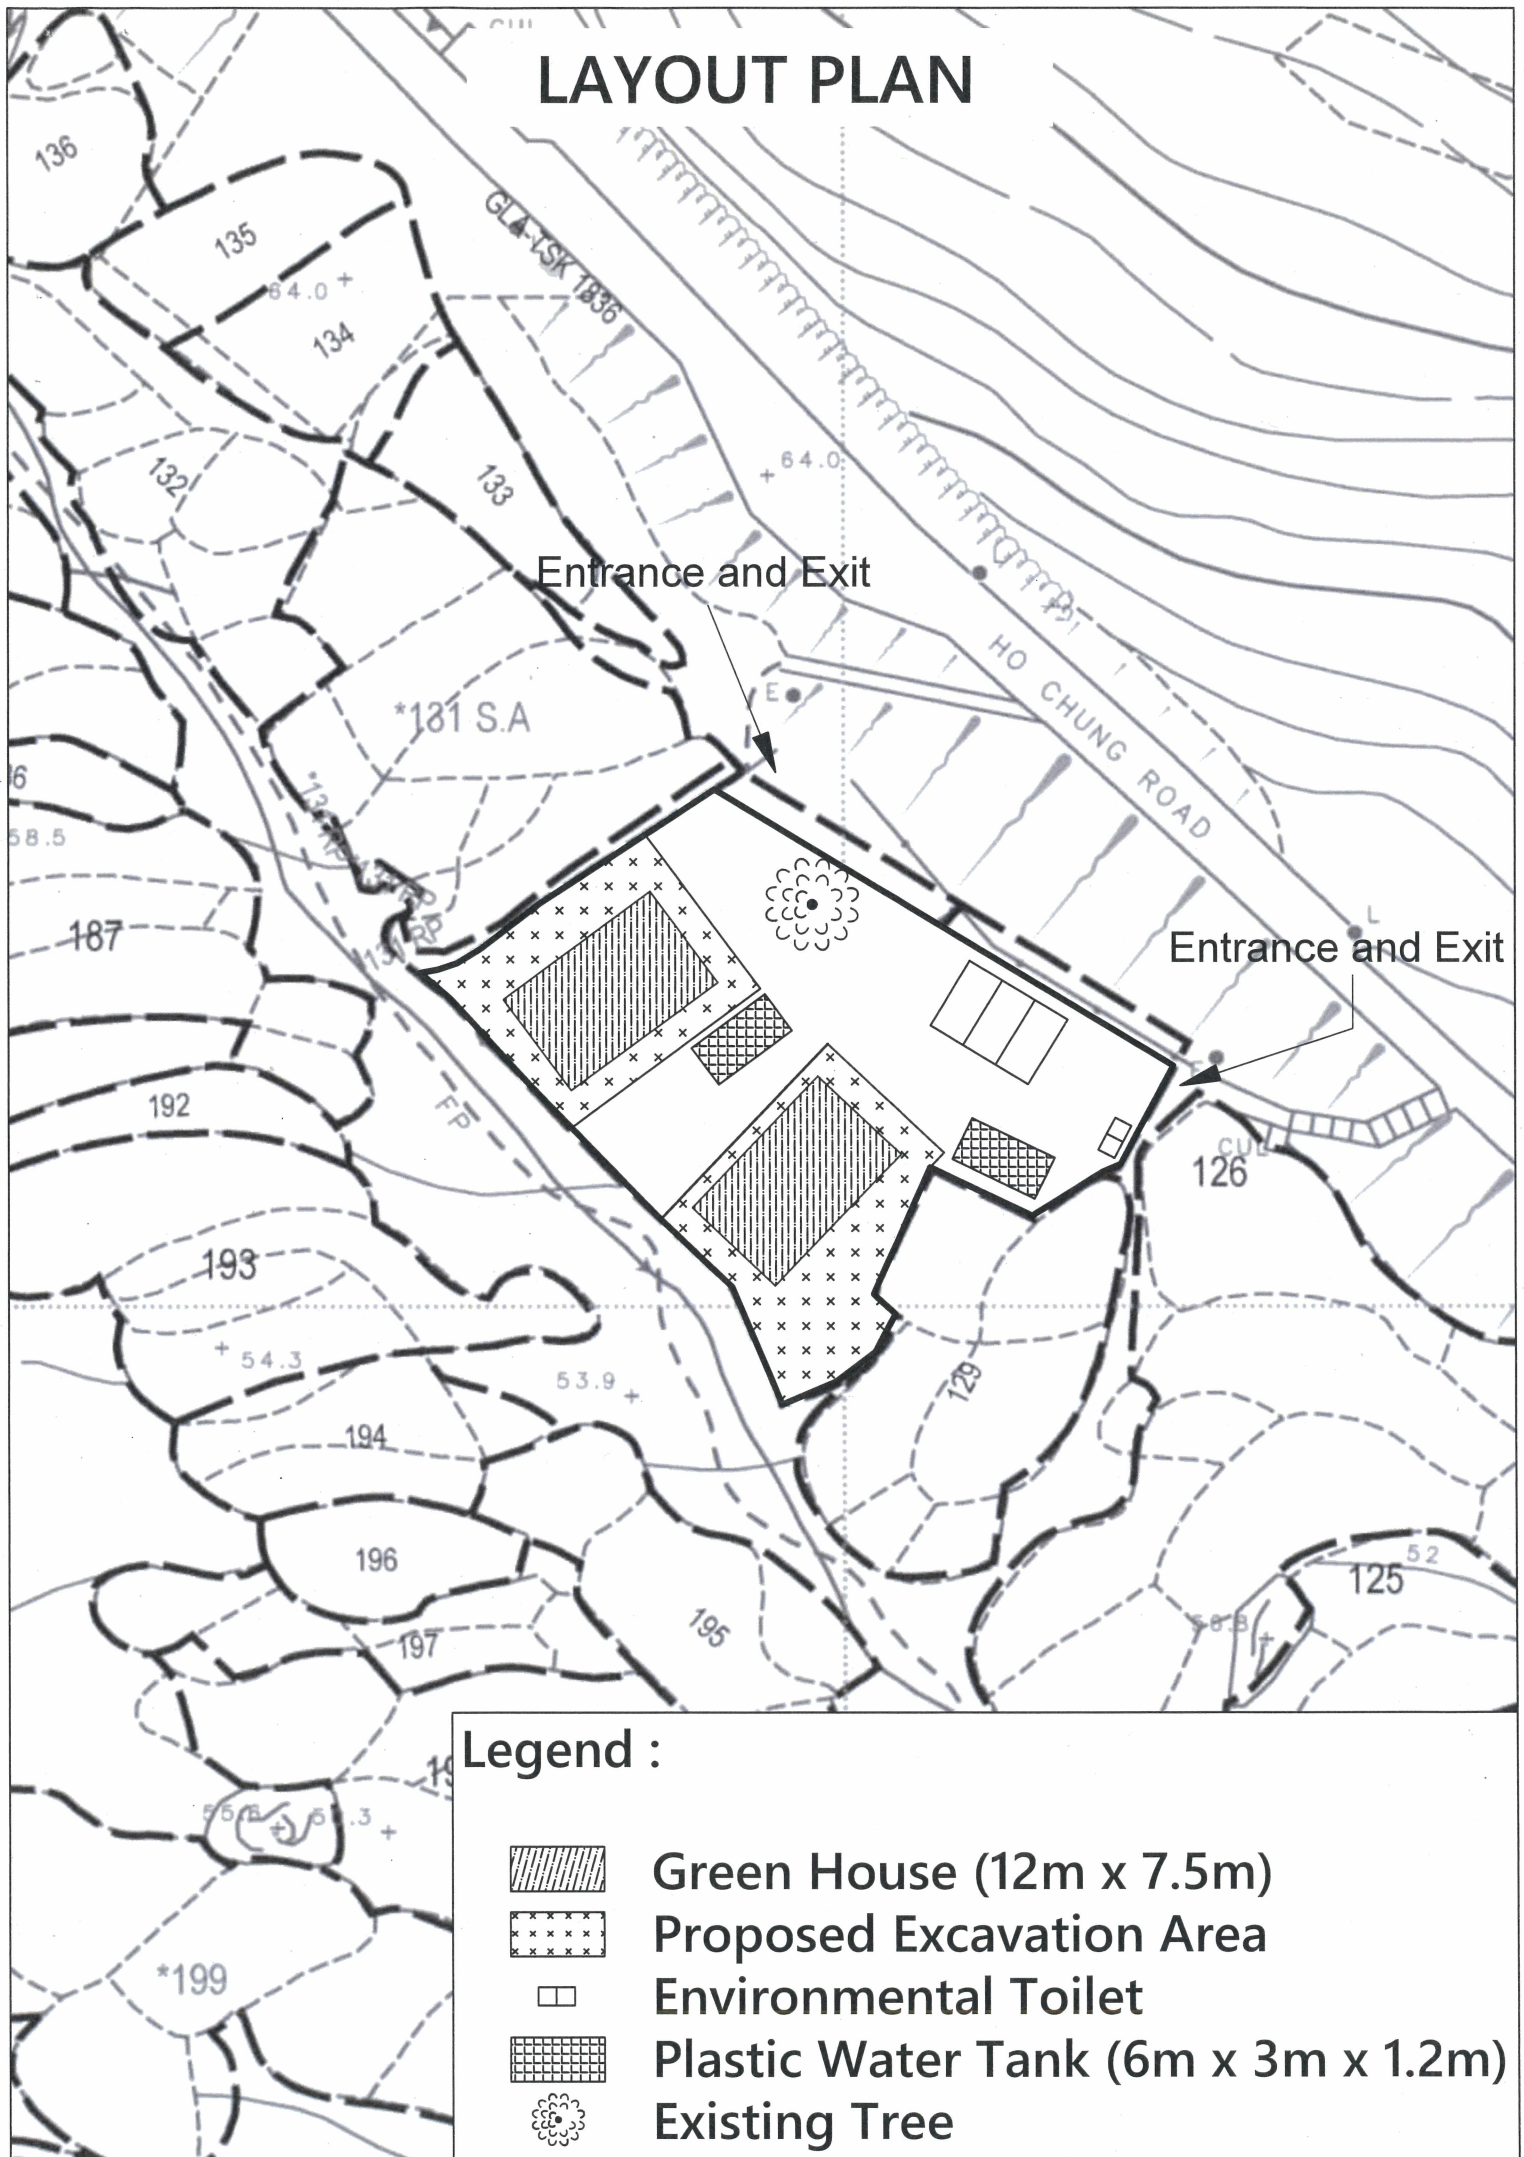 LAYOUT PLAN
136
135
GLA-TSK 1836
64.0
134
132
133
64.0
Entrance and Exit
HO CHUNG ROAD
E
*131 S.A
58.5
187
L
Entrance and Exit
192
FP
126
193
54.3
53.9
129
194
196
52
125
195
197
*199
Legend :
Green House (12m x 7.5m)
Proposed Excavation Area
Environmental Toilet
Plastic Water Tank (6m x 3m x 1.2m)
Existing Tree